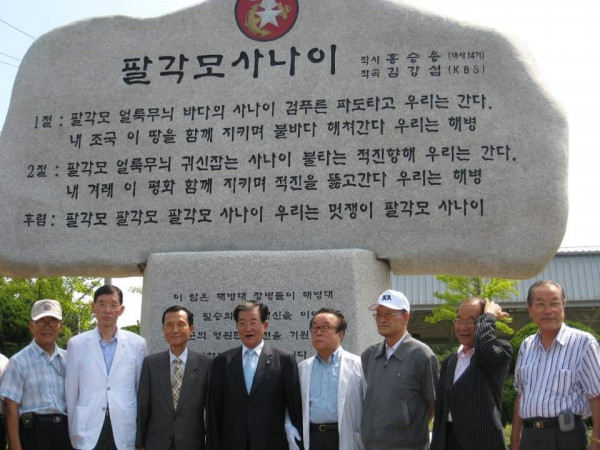 팔각모 사나이
작사 홍승용 (해사14기)
작곡 김강섭 (KBS)
1절 : 팔각모 얼룩무늬 바다의 사나이 검푸른 파도타고 우리는 간다.
내 조국 이 땅을 함께 지키며 불바다 헤쳐간다 우리는 해병
2절 : 팔각모 얼룩무늬 귀신잡는 사나이 불타는 적진향해 우리는 간다.
내 겨레 이 평화 함께 지키며 적진을 뚫고간다 우리는 해병
후렴 : 팔각모 팔각모 팔각모 사나이 우리는 멋쟁이 팔각모 사나이
이 탑은 해병대 장병들이 해병대
영원한 기원